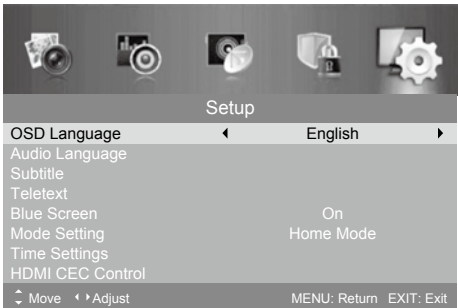 Setup
OSD Language English
Audio Language
Subtitle
Teletext
Blue Screen On
Mode Setting Home Mode
Time Settings
HDMI CEC Control
Move Adjust MENU: Return EXIT: Exit